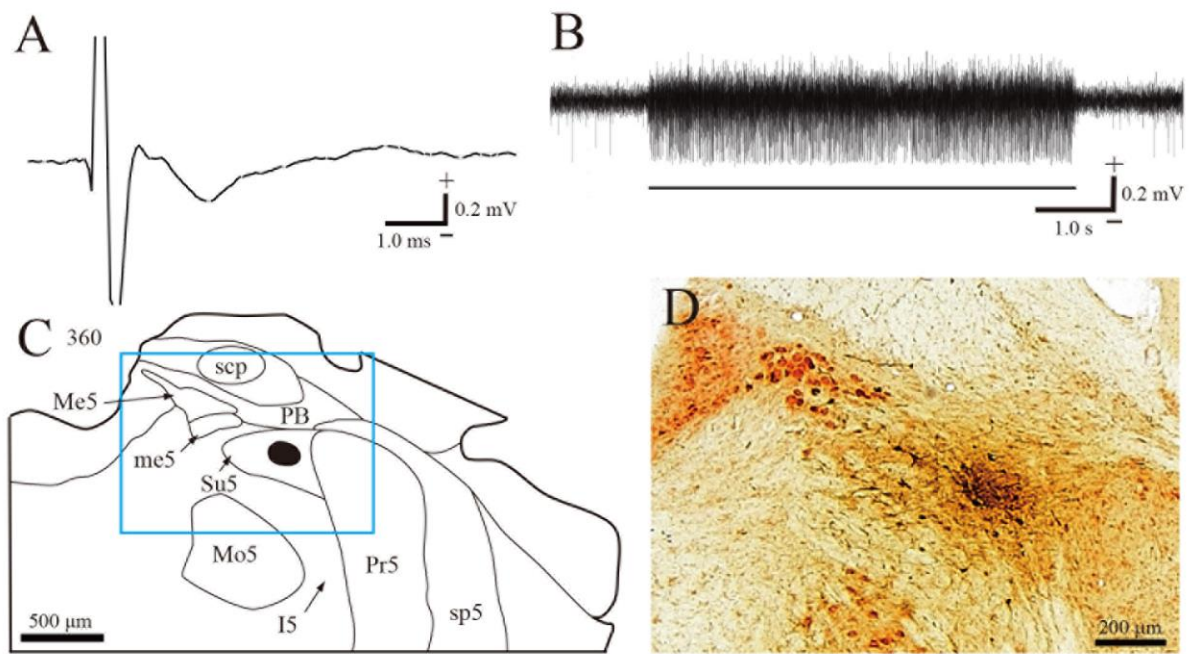 A
+
0.2 mV
1.0 ms
−
B
+
0.2 mV
1.0 s
−
C
360
scp
Me5
PB
me5
Su5
Mo5
Pr5
I5
sp5
500 μm
D
200 μm